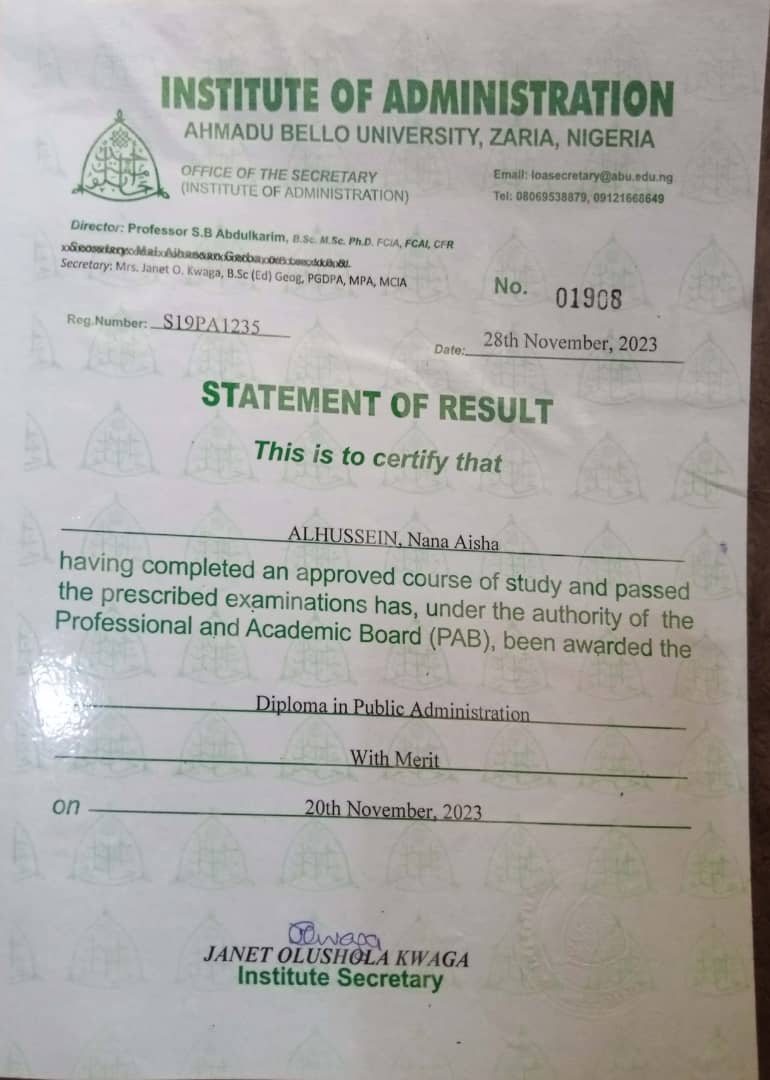 INSTITUTE OF ADMINISTRATION
AHMADU BELLO UNIVERSITY, ZARIA, NIGERIA
OFFICE OF THE SECRETARY
(INSTITUTE OF ADMINISTRATION)
Email: loasecretary@abu.edu.ng
Tel: 08069538879, 09121668649
Director: Professor S.B Abdulkarim, B.Sc. M.Sc. Ph.D. FCIA, FCAI, CFR
Secretary: Mrs. Janet O. Kwaga, B.Sc (Ed) Geog, PGDPA, MPA, MCIA
No. 01908
Reg.Number: S19PA1235
Date: 28th November, 2023
STATEMENT OF RESULT
This is to certify that
ALHUSSEIN, Nana Aisha
having completed an approved course of study and passed
the prescribed examinations has, under the authority of the
Professional and Academic Board (PAB), been awarded the
Diploma in Public Administration
With Merit
on 20th November, 2023
JANET OLUSHOLA KWAGA
Institute Secretary